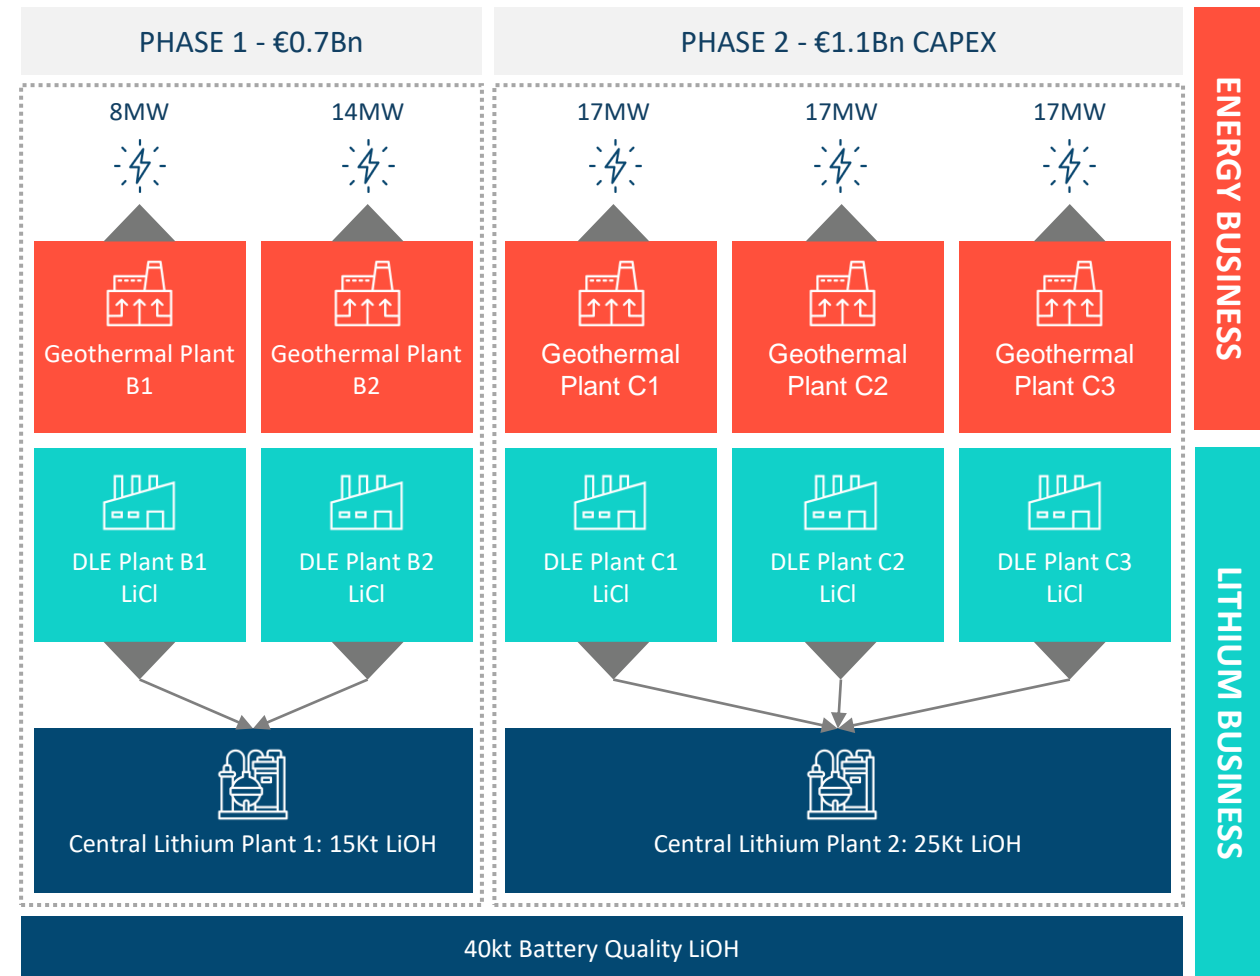 PHASE 1 - €0.7Bn
PHASE 2 - €1.1Bn CAPEX
8MW
14MW
17MW
17MW
17MW
Geothermal Plant
B1
Geothermal Plant
B2
Geothermal
Plant C1
Geothermal
Plant C2
Geothermal
Plant C3
ENERGY BUSINESS
DLE Plant B1
LiCl
DLE Plant B2
LiCl
DLE Plant C1
LiCl
DLE Plant C2
LiCl
DLE Plant C3
LiCl
Central Lithium Plant 1: 15Kt LiOH
Central Lithium Plant 2: 25Kt LiOH
LITHIUM BUSINESS
40kt Battery Quality LiOH